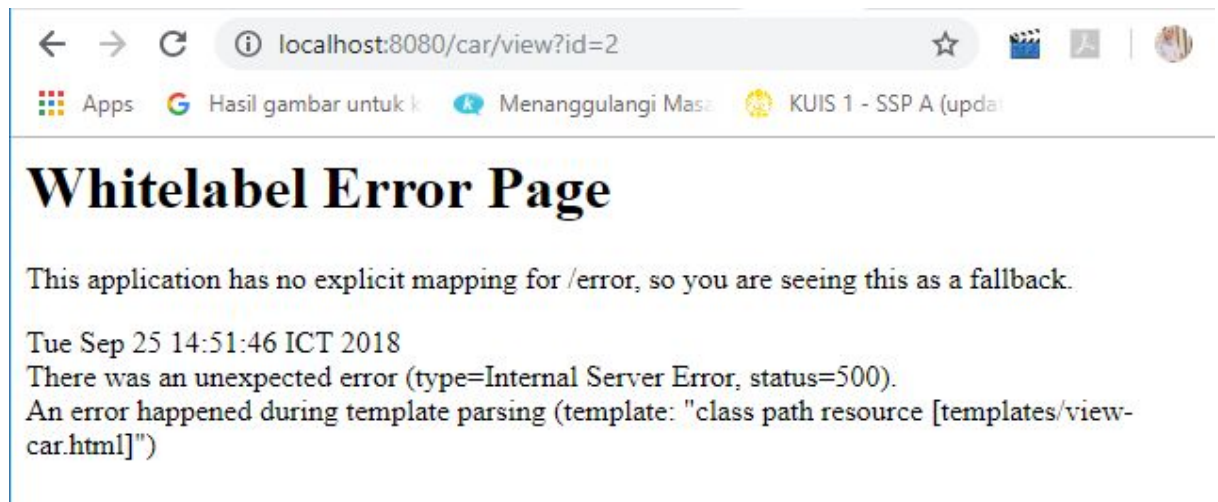 localhost:8080/car/view?id=2
Apps Hasil gambar untuk Menanggulangi Mas KUIS 1 - SSP A (upda
Whitelabel Error Page
This application has no explicit mapping for /error, so you are seeing this as a fallback.
Tue Sep 25 14:51:46 ICT 2018
There was an unexpected error (type=Internal Server Error, status=500).
An error happened during template parsing (template: "class path resource [templates/view-
car.html]")